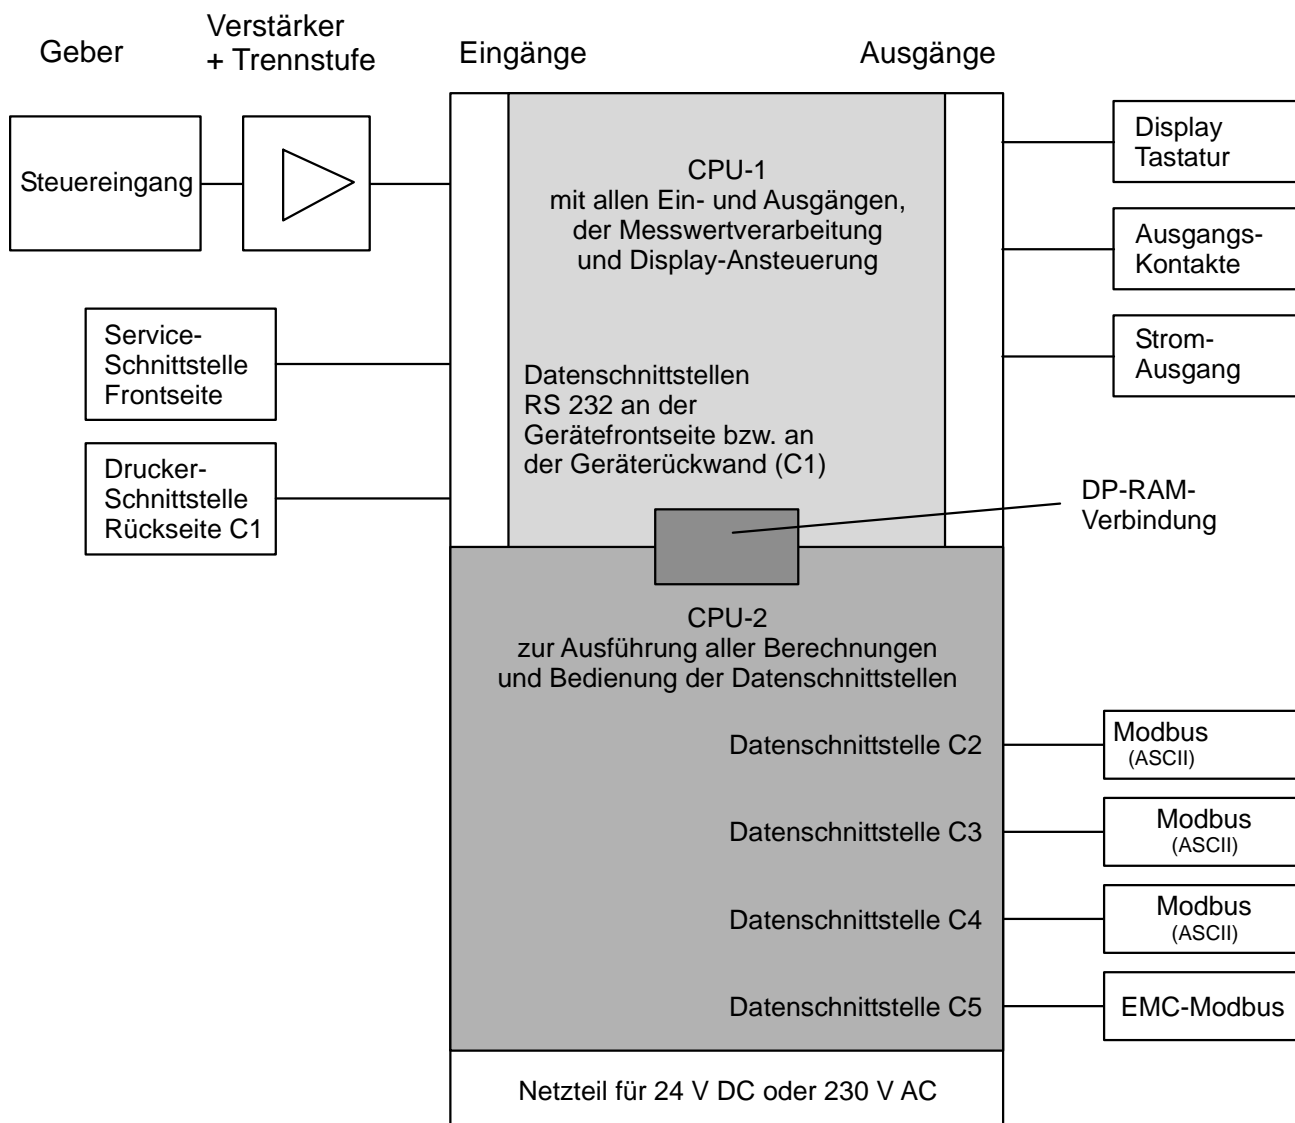 Geber
Verstärker
+ Trennstufe
Eingänge
Ausgänge
Steuereingang
CPU-1
mit allen Ein- und Ausgängen,
der Messwertverarbeitung
und Display-Ansteuerung
Display
Tastatur
Ausgangs-
Kontakte
Strom-
Ausgang
Service-
Schnittstelle
Frontseite
Drucker-
Schnittstelle
Rückseite C1
Datenschnittstellen
RS 232 an der
Gerätefrontseite bzw. an
der Geräterückwand (C1)
DP-RAM-
Verbindung
CPU-2
zur Ausführung aller Berechnungen
und Bedienung der Datenschnittstellen
Datenschnittstelle C2
Modbus
(ASCII)
Datenschnittstelle C3
Modbus
(ASCII)
Datenschnittstelle C4
Modbus
(ASCII)
Datenschnittstelle C5
EMC-Modbus
Netzteil für 24 V DC oder 230 V AC